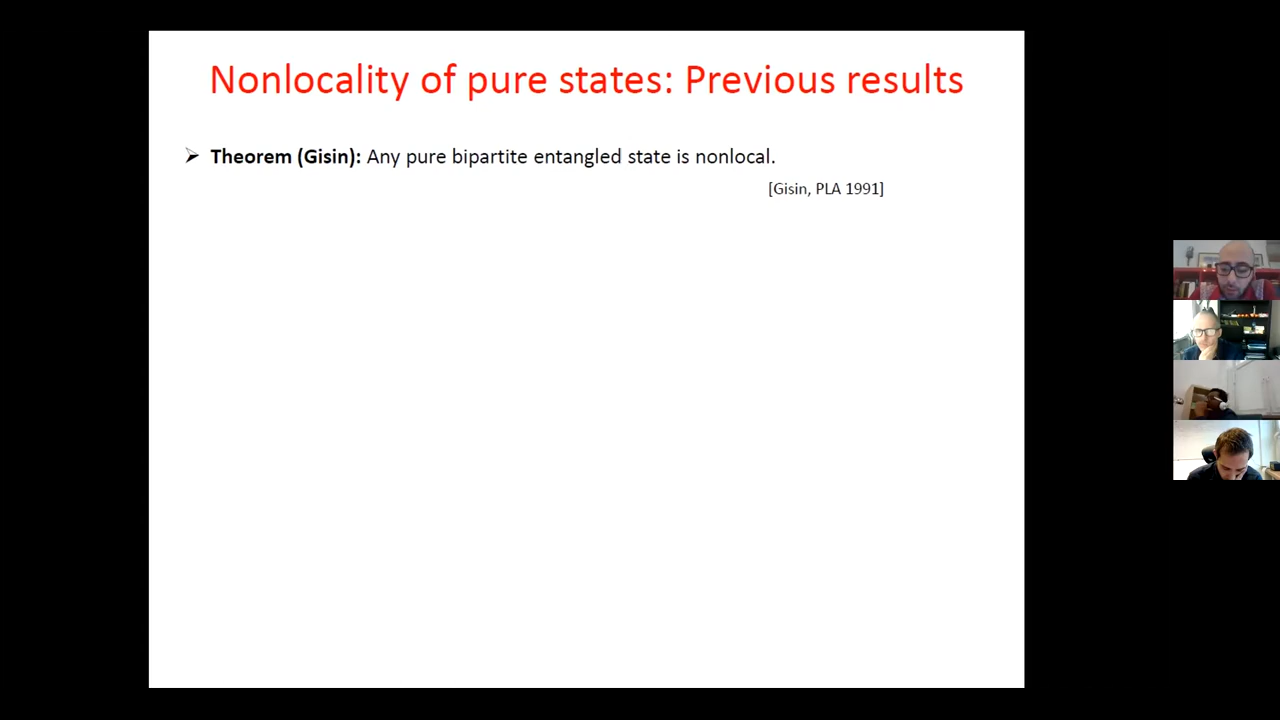 Nonlocality of pure states: Previous results
➢ Theorem (Gisin): Any pure bipartite entangled state is nonlocal.
[Gisin, PLA 1991]